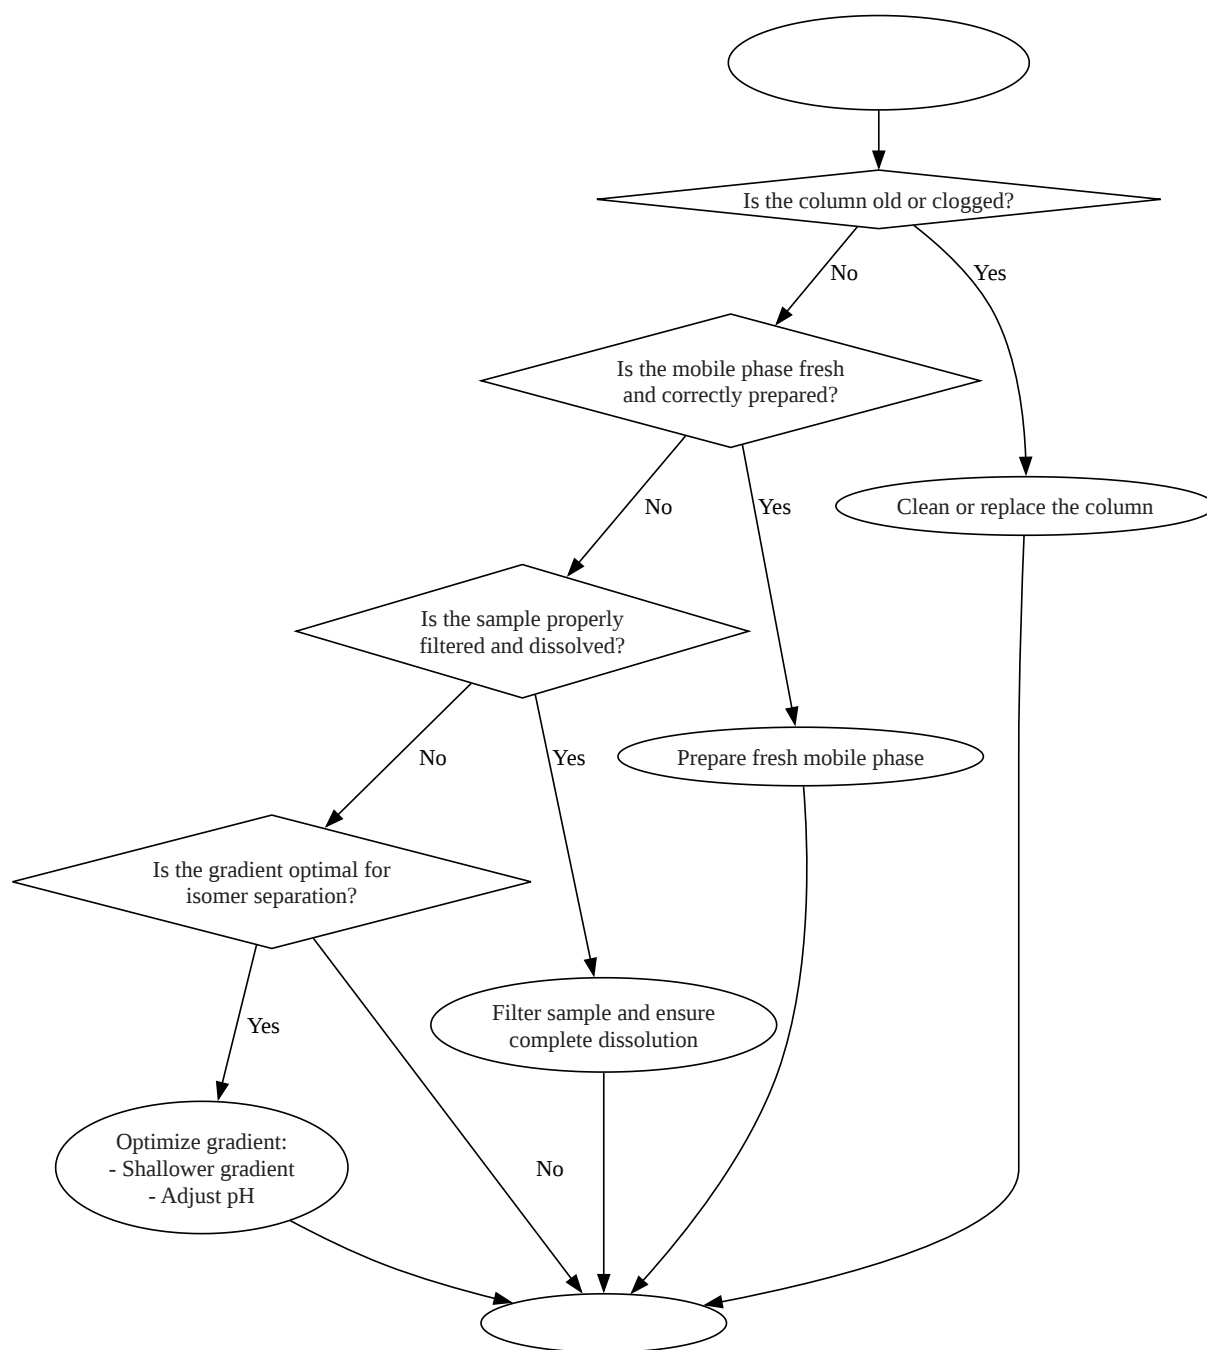 Is the column old or clogged?
No
Yes
Is the mobile phase fresh
and correctly prepared?
No
Yes
Clean or replace the column
Is the sample properly
filtered and dissolved?
No
Yes
Prepare fresh mobile phase
Is the gradient optimal for
isomer separation?
Yes
No
Filter sample and ensure
complete dissolution
Optimize gradient:
- Shallower gradient
- Adjust pH